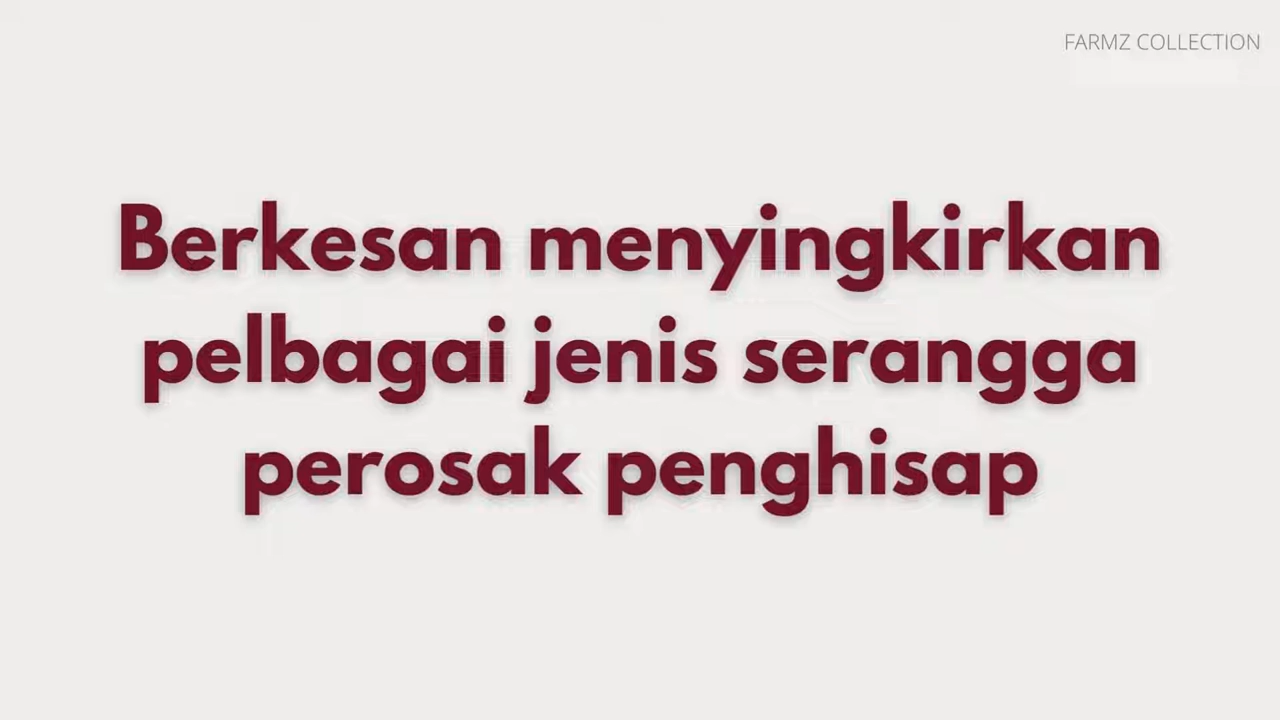 FARMZ COLLECTION
Berkesan menyingkirkan
pelbagai jenis serangga
perosak penghisap